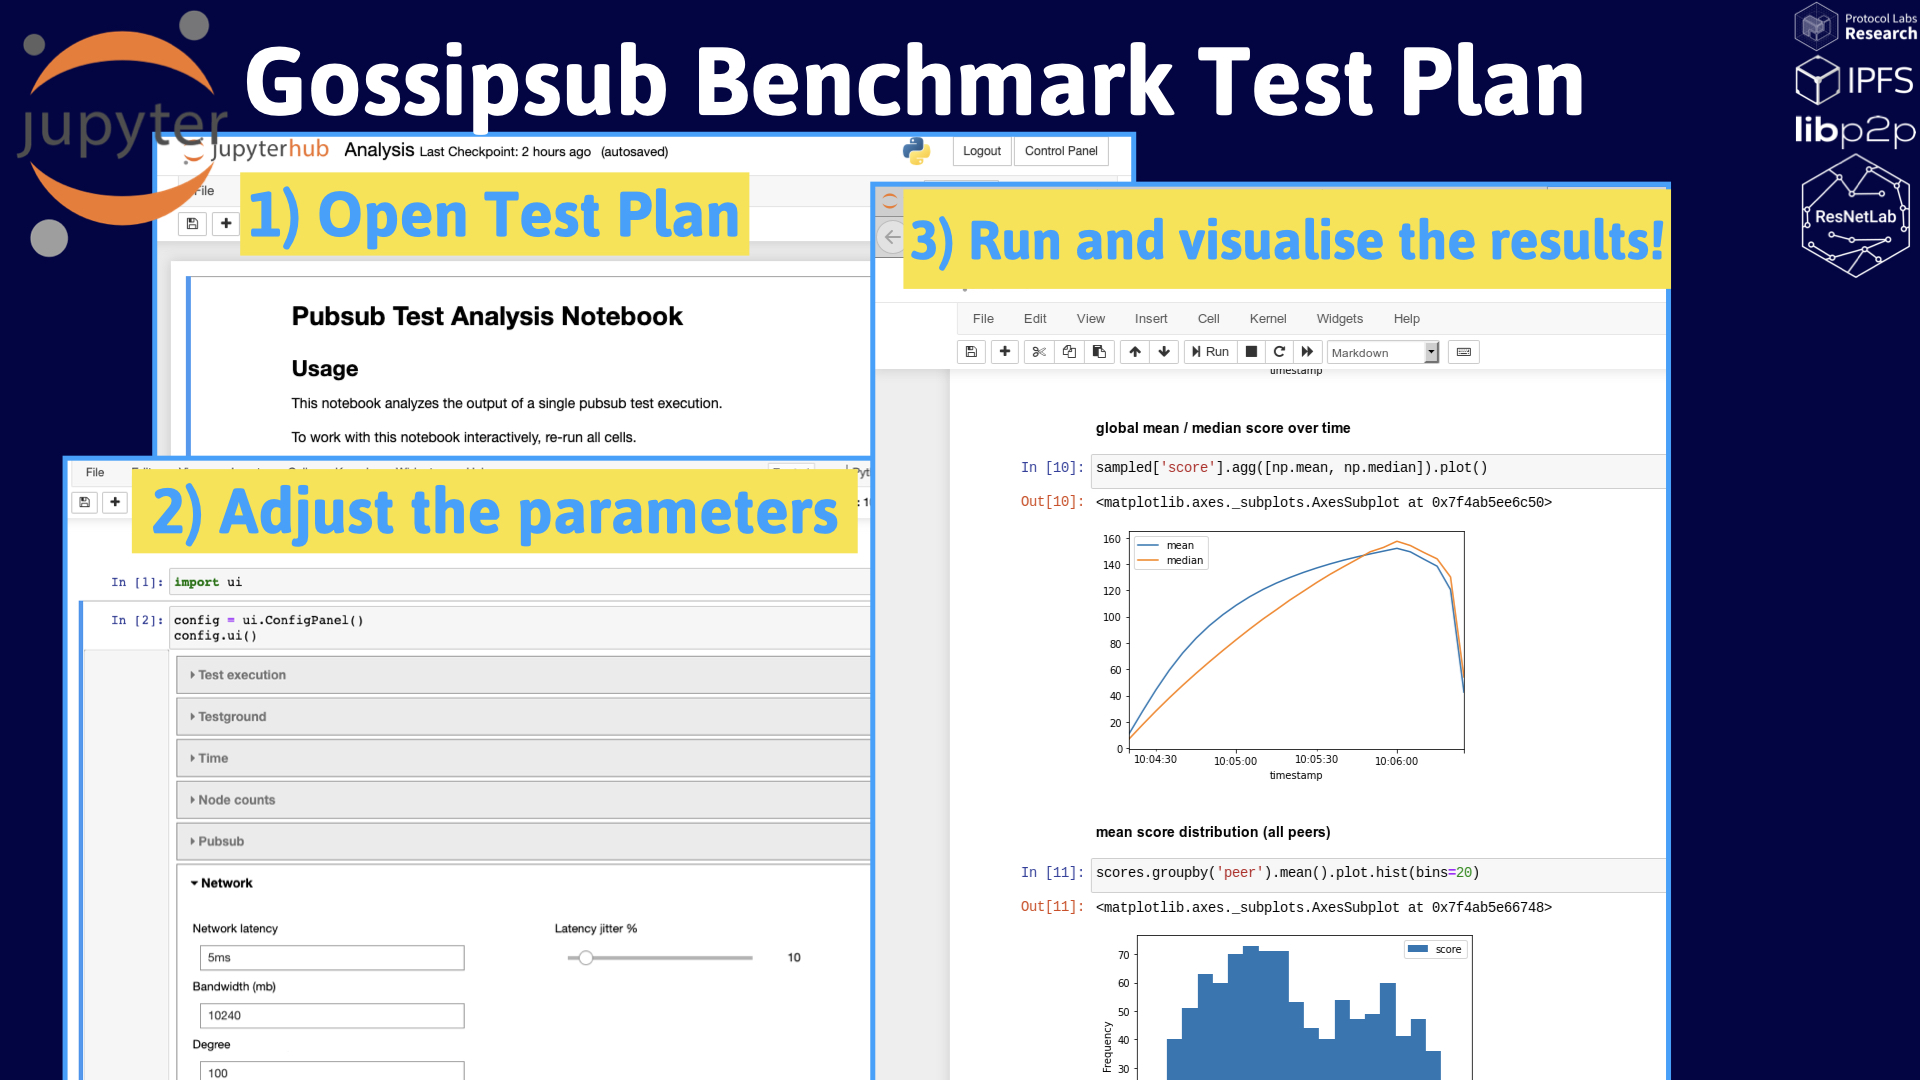 Gossipsub Benchmark Test Plan
jupyter
Protocol Labs
Research
IPFS
libp2p
ResNetLab
jupyterhub Analysis Last Checkpoint: 2 hours ago (autosaved)
Logout
Control Panel
File
1) Open Test Plan
Pubsub Test Analysis Notebook
Usage
This notebook analyzes the output of a single pubsub test execution.
To work with this notebook interactively, re-run all cells.
File
2) Adjust the parameters
In [1]: import ui
In [2]: config = ui.ConfigPanel()
config.ui()
Test execution
Testground
Time
Node counts
Pubsub
Network
Network latency
5ms
Latency jitter %
10
Bandwidth (mb)
10240
Degree
100
3) Run and visualise the results!
File Edit View Insert Cell Kernel Widgets Help
Run
Markdown
timestamp
global mean / median score over time
In [10]: sampled['score'].agg([np.mean, np.median]).plot()
Out[10]: <matplotlib.axes._subplots.AxesSubplot at 0x7f4ab5ee6c50>
mean
median
160
140
120
100
80
60
40
20
0
10:04:30 10:05:00 10:05:30 10:06:00
timestamp
mean score distribution (all peers)
In [11]: scores.groupby('peer').mean().plot.hist(bins=20)
Out[11]: <matplotlib.axes._subplots.AxesSubplot at 0x7f4ab5e66748>
score
70
60
50
40
30
Frequency